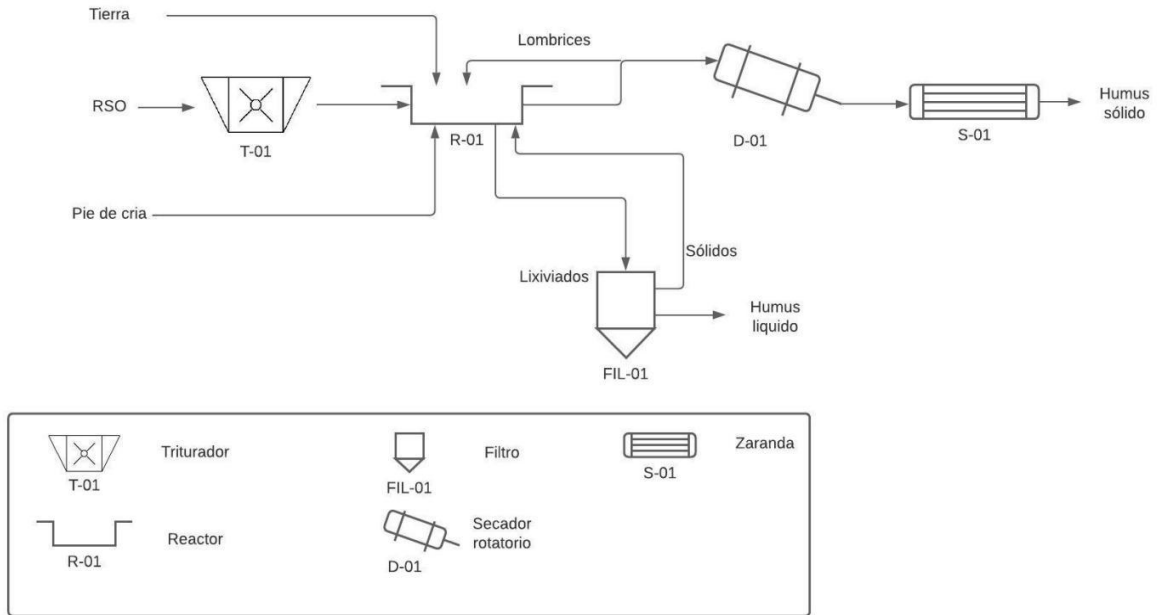 Tierra
Lombrices
RSO
T-01
R-01
D-01
S-01
Humus
sólido
Pie de cria
Sólidos
Lixiviados
Humus
liquido
FIL-01
T-01
Triturador
FIL-01
Filtro
S-01
Zaranda
R-01
Reactor
D-01
Secador
rotatorio